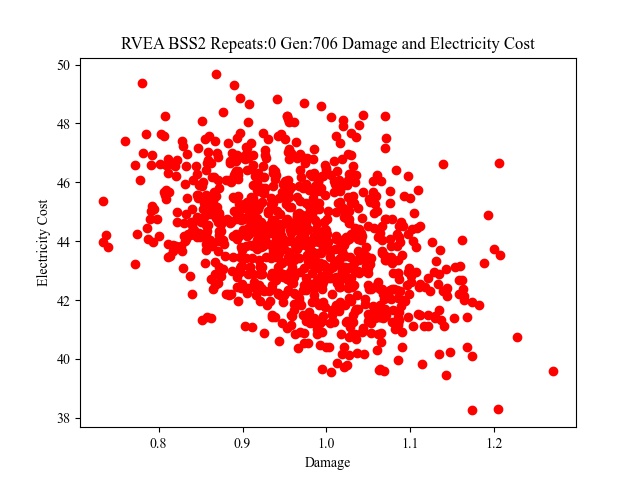 RVEA BSS2 Repeats:0 Gen:706 Damage and Electricity Cost
50
48
46
44
42
40
38
Electricity Cost
0.8 0.9 1.0 1.1 1.2
Damage